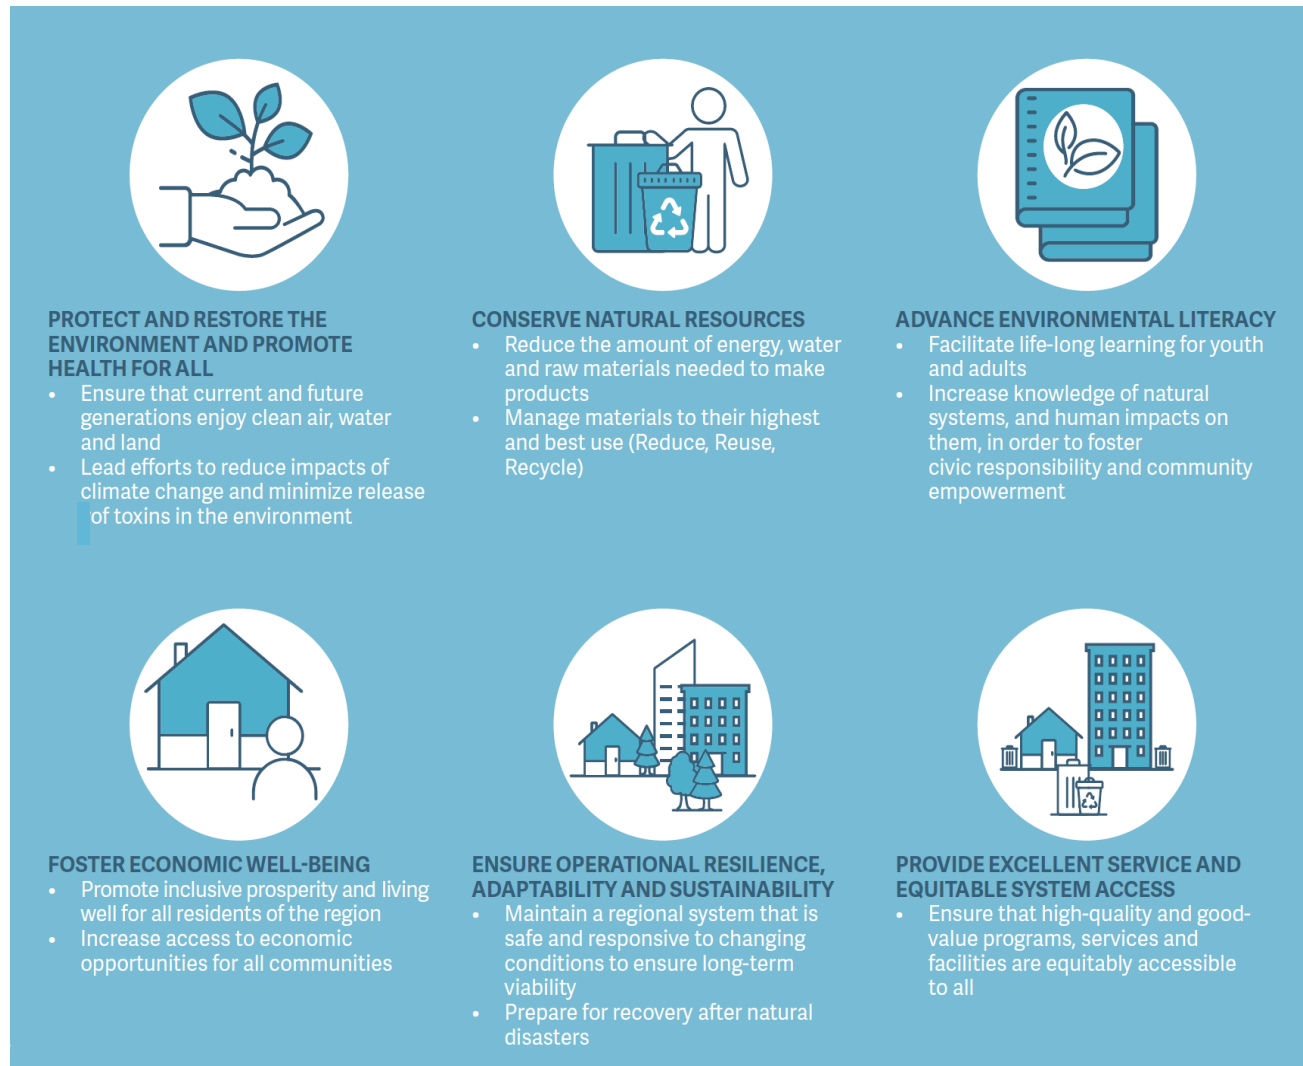 PROTECT AND RESTORE THE
ENVIRONMENT AND PROMOTE
HEALTH FOR ALL
• Ensure that current and future
generations enjoy clean air, water
and land
• Lead efforts to reduce impacts of
climate change and minimize release
of toxins in the environment
CONSERVE NATURAL RESOURCES
• Reduce the amount of energy, water
and raw materials needed to make
products
• Manage materials to their highest
and best use (Reduce, Reuse,
Recycle)
ADVANCE ENVIRONMENTAL LITERACY
• Facilitate life-long learning for youth
and adults
• Increase knowledge of natural
systems, and human impacts on
them, in order to foster
civic responsibility and community
empowerment
FOSTER ECONOMIC WELL-BEING
• Promote inclusive prosperity and living
well for all residents of the region
• Increase access to economic
opportunities for all communities
ENSURE OPERATIONAL RESILIENCE,
ADAPTABILITY AND SUSTAINABILITY
• Maintain a regional system that is
safe and responsive to changing
conditions to ensure long-term
viability
• Prepare for recovery after natural
disasters
PROVIDE EXCELLENT SERVICE AND
EQUITABLE SYSTEM ACCESS
• Ensure that high-quality and good-
value programs, services and
facilities are equitably accessible
to all